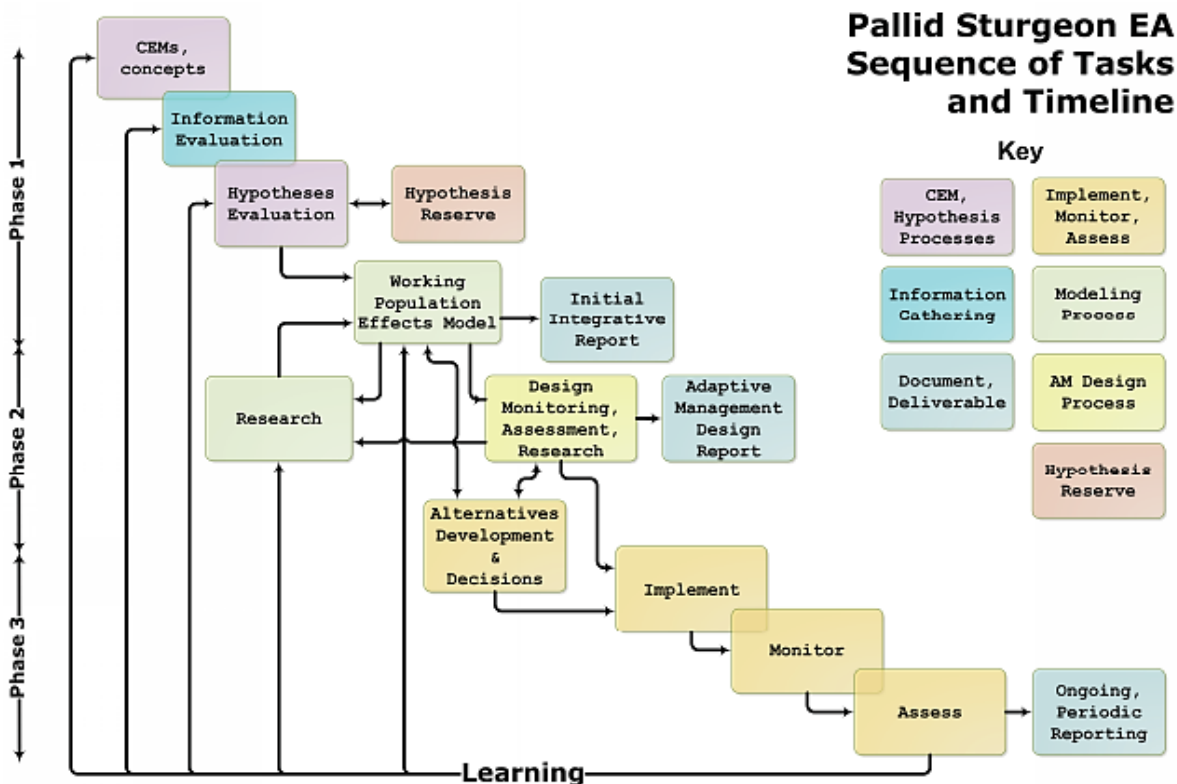 Pallid Sturgeon EA
Sequence of Tasks
and Timeline
Key
CEM,
Hypothesis
Processes
Implement,
Monitor,
Assess
Information
Gathering
Modeling
Process
Document,
Deliverable
AM Design
Process
Hypothesis
Reserve
Phase 1
Phase 2
Phase 3
CEMs,
concepts
Information
Evaluation
Hypotheses
Evaluation
Hypothesis
Reserve
Working
Population
Effects Model
Initial
Integrative
Report
Research
Design
Monitoring,
Assessment,
Research
Adaptive
Management
Design
Report
Alternatives
Development
&
Decisions
Implement
Monitor
Assess
Ongoing,
Periodic
Reporting
Learning